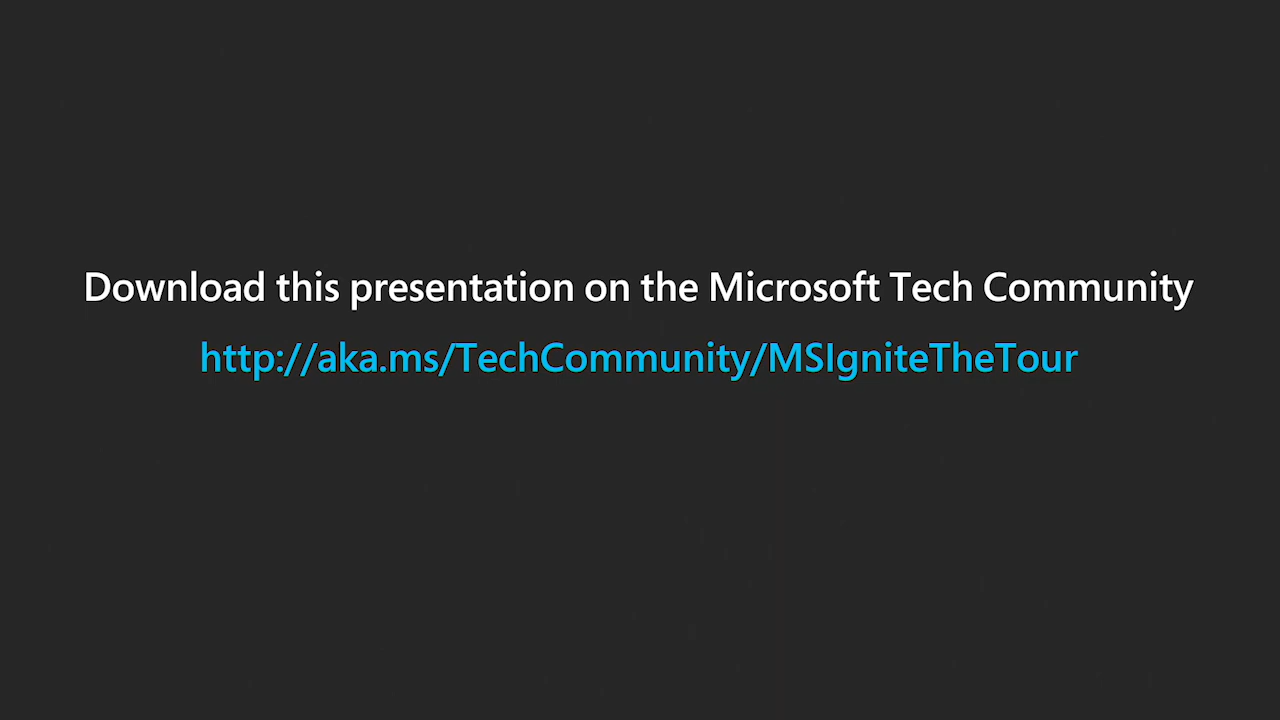 Download this presentation on the Microsoft Tech Community
http://aka.ms/TechCommunity/MSIgniteTheTour